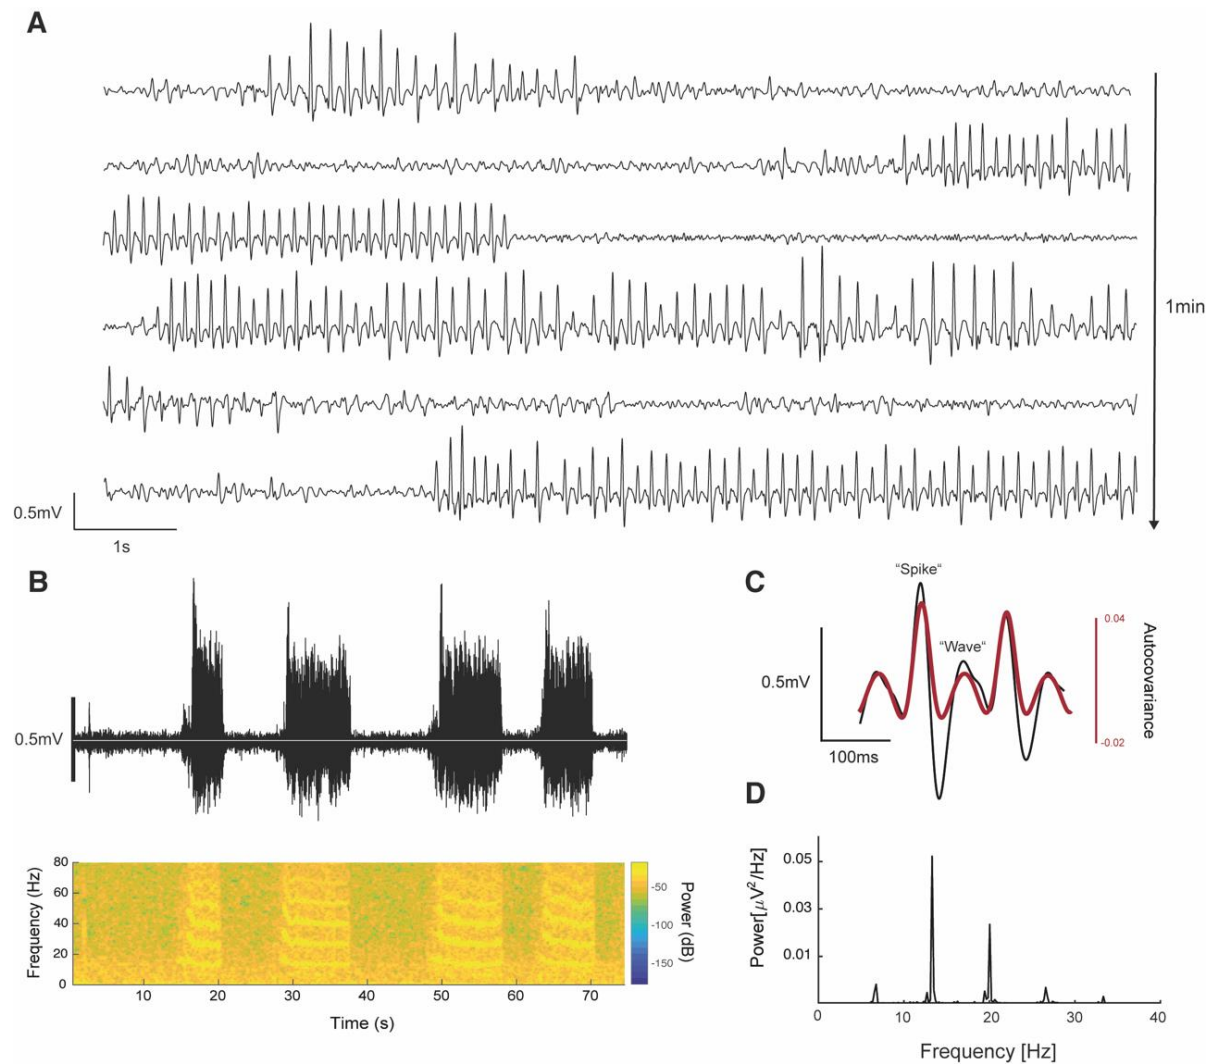 A
1min
0.5mV
1s
B
0.5mV
80
60
40
20
0
Frequency (Hz)
10 20 30 40 50 60 70
Time (s)
-50
-100
-150
Power (dB)
C
"Spike"
"Wave"
0.5mV
100ms
0.04
-0.02
Autocovariance
D
0.05
0.03
0.01
Power[μV²/Hz]
0 10 20 30 40
Frequency [Hz]